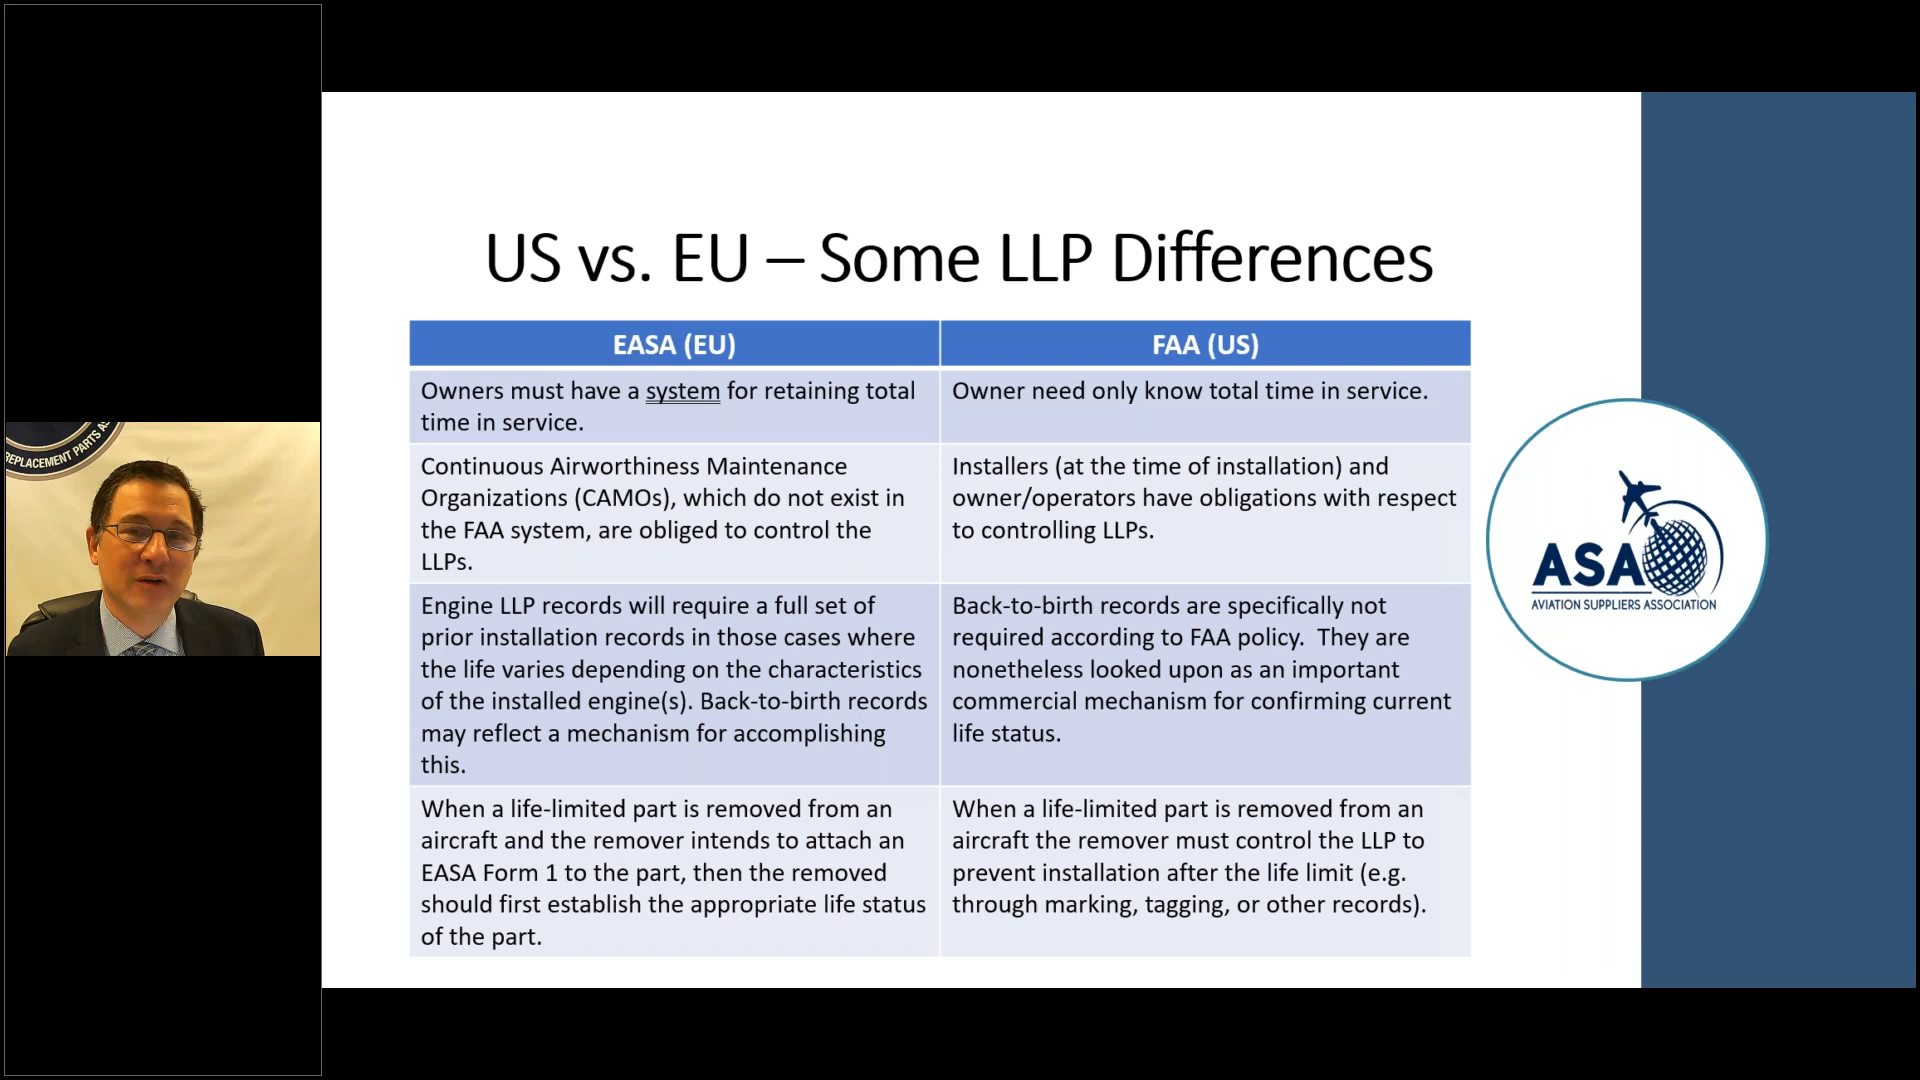 REPLACEMENT PARTS AS
US vs. EU – Some LLP Differences
EASA (EU)
FAA (US)
Owners must have a system for retaining total
time in service.
Owner need only know total time in service.
Continuous Airworthiness Maintenance
Organizations (CAMOs), which do not exist in
the FAA system, are obliged to control the
LLPs.
Installers (at the time of installation) and
owner/operators have obligations with respect
to controlling LLPs.
Engine LLP records will require a full set of
prior installation records in those cases where
the life varies depending on the characteristics
of the installed engine(s). Back-to-birth records
may reflect a mechanism for accomplishing
this.
Back-to-birth records are specifically not
required according to FAA policy.  They are
nonetheless looked upon as an important
commercial mechanism for confirming current
life status.
When a life-limited part is removed from an
aircraft and the remover intends to attach an
EASA Form 1 to the part, then the removed
should first establish the appropriate life status
of the part.
When a life-limited part is removed from an
aircraft the remover must control the LLP to
prevent installation after the life limit (e.g.
through marking, tagging, or other records).
ASA
AVIATION SUPPLIERS ASSOCIATION